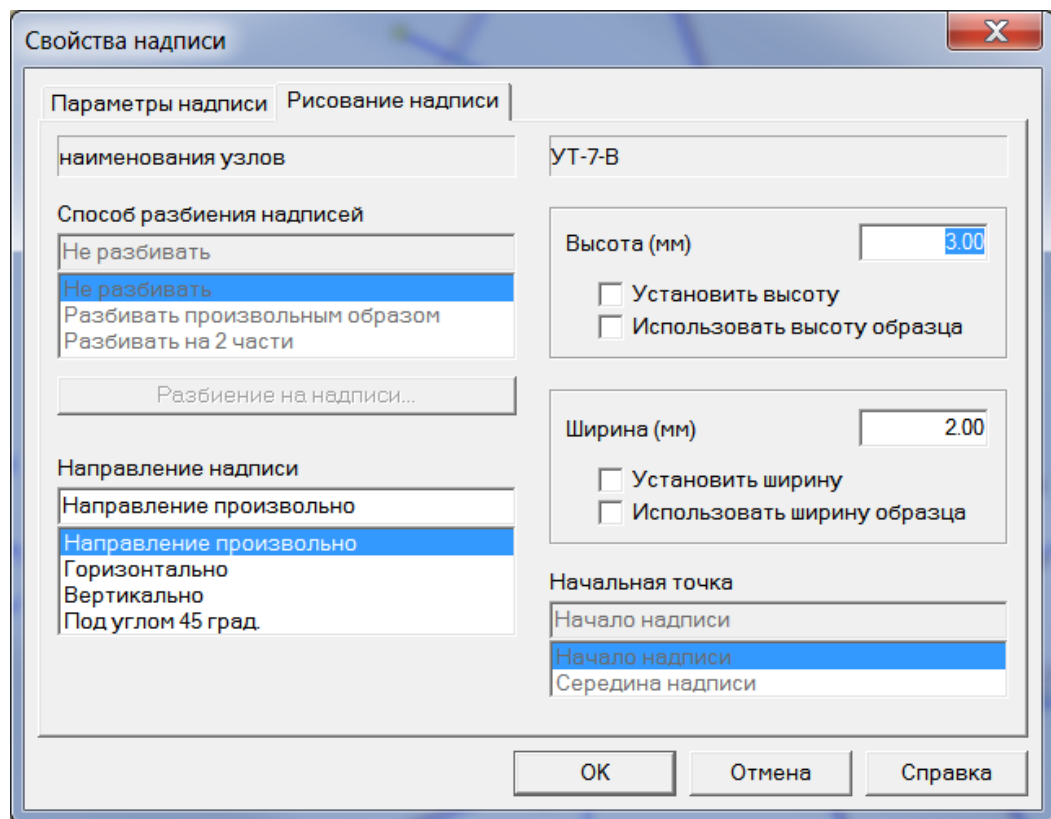 Свойства надписи
Параметры надписи
Рисование надписи
наименования узлов
УТ-7-В
Способ разбиения надписей
Не разбивать
Не разбивать
Разбивать произвольным образом
Разбивать на 2 части
Разбиение на надписи...
Направление надписи
Направление произвольно
Направление произвольно
Горизонтально
Вертикально
Под углом 45 град.
Высота (мм)
3.00
Установить высоту
Использовать высоту образца
Ширина (мм)
2.00
Установить ширину
Использовать ширину образца
Начальная точка
Начало надписи
Начало надписи
Середина надписи
OK
Отмена
Справка